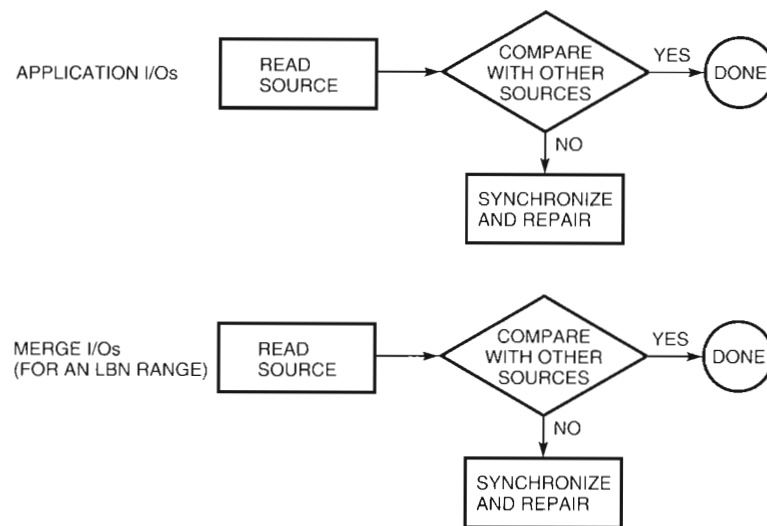 APPLICATION I/Os
READ
SOURCE
COMPARE
WITH OTHER
SOURCES
YES
DONE
NO
SYNCHRONIZE
AND REPAIR
MERGE I/Os
(FOR AN LBN RANGE)
READ
SOURCE
COMPARE
WITH OTHER
SOURCES
YES
DONE
NO
SYNCHRONIZE
AND REPAIR